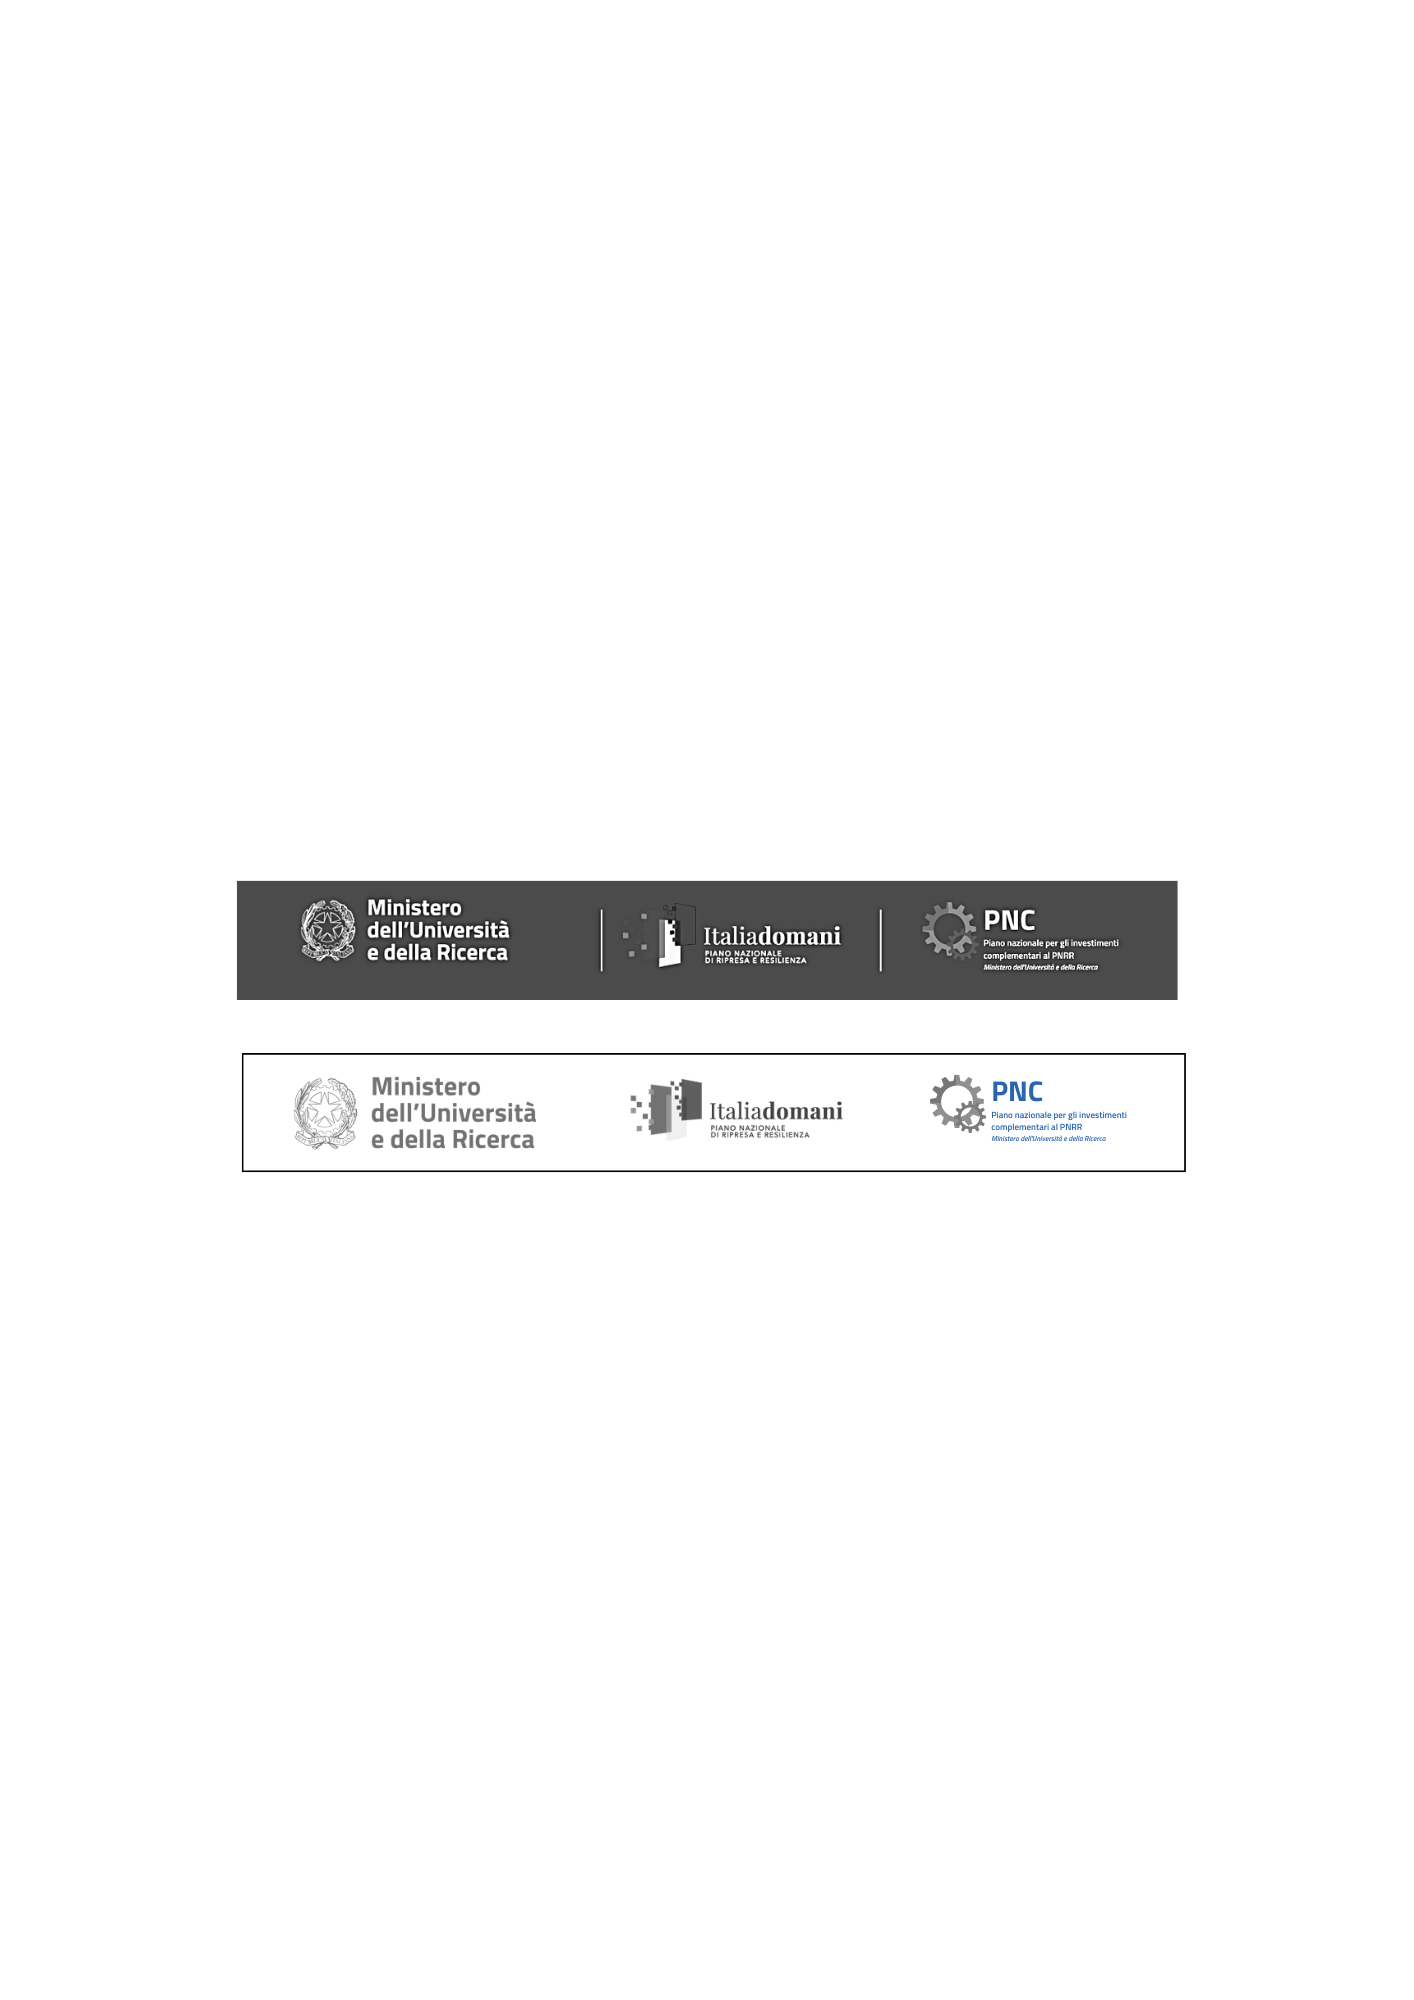 Ministero
dell'Università
e della Ricerca
Italiadomani
PIANO NAZIONALE
DI RIPRESA E RESILIENZA
PNC
Piano nazionale per gli investimenti
complementari al PNRR
Ministero dell'Università e della Ricerca
Ministero
dell'Università
e della Ricerca
Italiadomani
PIANO NAZIONALE
DI RIPRESA E RESILIENZA
PNC
Piano nazionale per gli investimenti
complementari al PNRR
Ministero dell'Università e della Ricerca